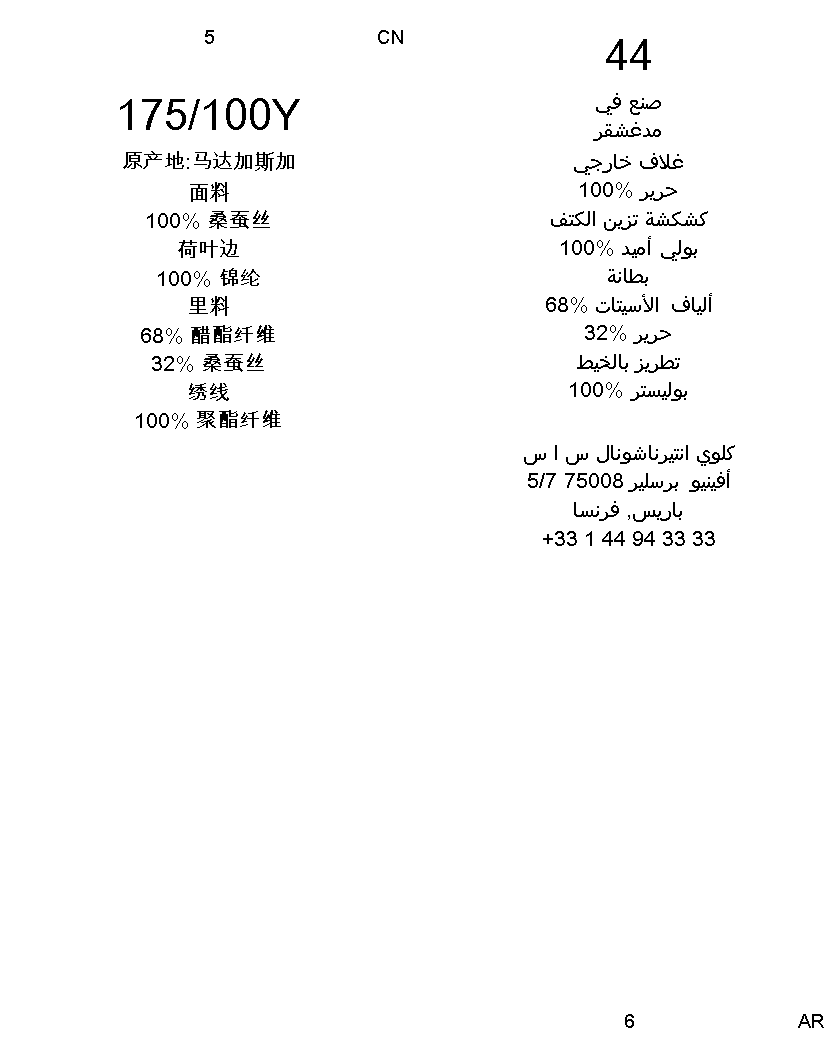 5
CN
175/100Y
原产地:马达加斯加
面料
100% 桑蚕丝
荷叶边
100% 锦纶
里料
68% 醋酯纤维
32% 桑蚕丝
绣线
100% 聚酯纤维
44
صنع في
مدغشقر
غلاف خارجي
حرير %100
كشكشة تزين الكتف
بولي أميد %100
بطانة
ألياف الأسيتات %68
حرير %32
تطريز بالخيط
بوليستر %100
كلوي انتيرناشونال س ا س
أفينيو برسلير 75008 5/7
باريس, فرنسا
+33 1 44 94 33 33
6
AR